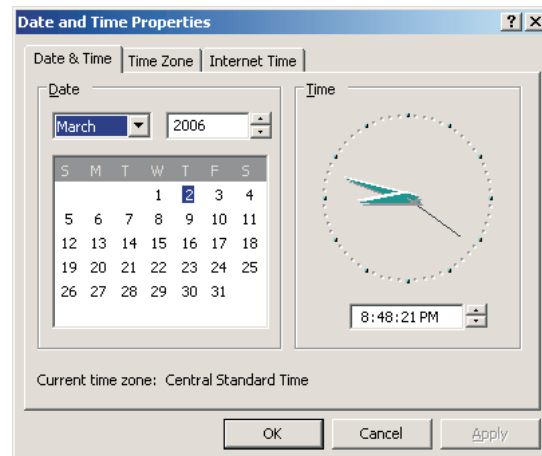 Date and Time Properties
Date & Time Time Zone Internet Time
Date
March 2006
S M T W T F S
1 2 3 4
5 6 7 8 9 10 11
12 13 14 15 16 17 18
19 20 21 22 23 24 25
26 27 28 29 30 31
Time
8:48:21 PM
Current time zone: Central Standard Time
OK Cancel Apply